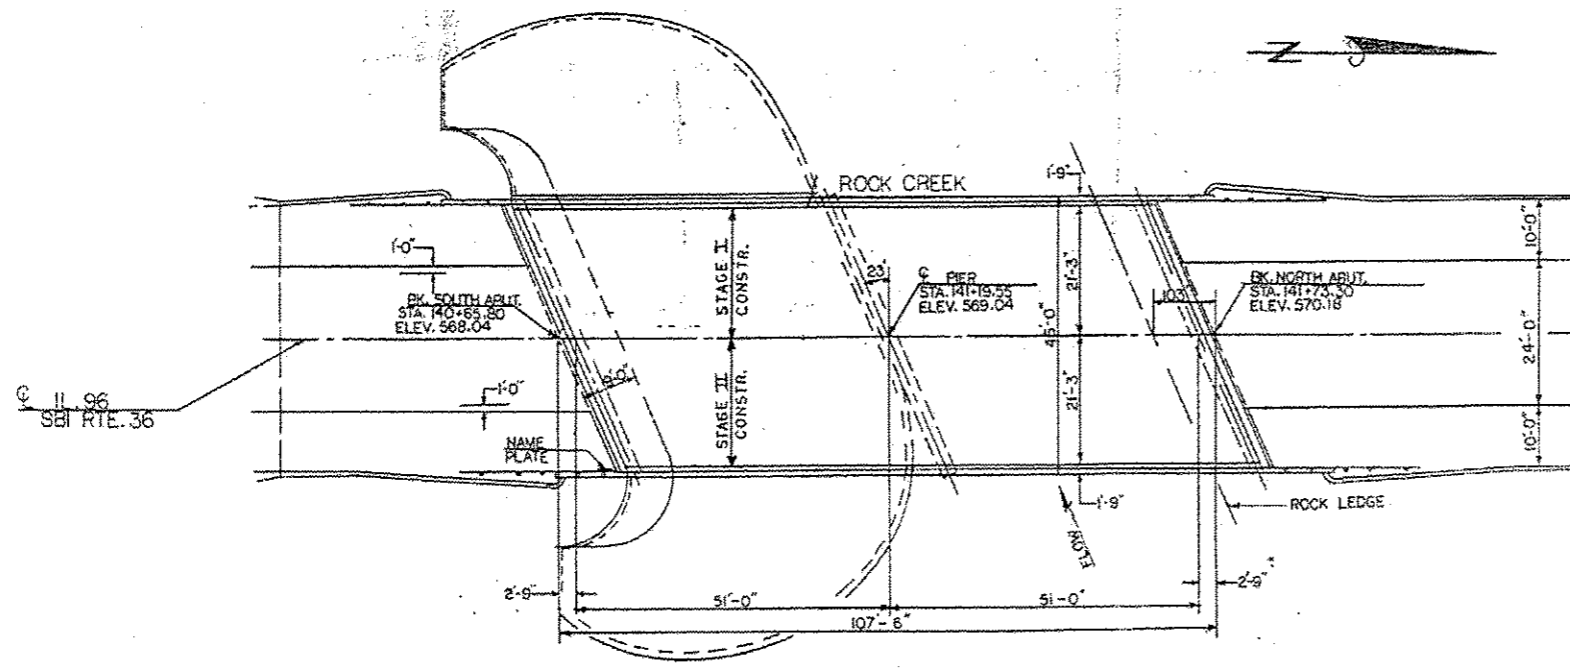 N
ROCK CREEK
1'-9"
1'-0"
STAGE I
CONSTR.
23'
℄ PIER
STA. 141+19.55
ELEV. 569.04
21'-3"
45'-0"
103'
BK. NORTH ABUT.
STA. 141+73.30
ELEV. 570.18
10'-0"
BK. SOUTH ABUT.
STA. 140+65.80
ELEV. 568.04
24'-0"
℄ IL 96
SBI RTE. 36
1'-0"
STAGE II
CONSTR.
21'-3"
10'-0"
NAME
PLATE
1'-9"
ROCK LEDGE
FLOW
2'-9"
51'-0"
51'-0"
2'-9"
107'-6"